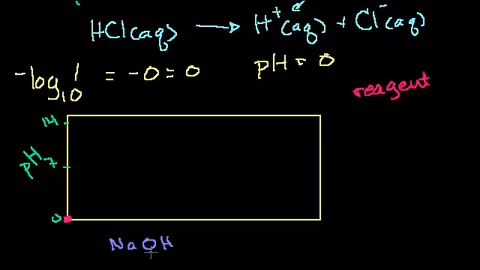 HCl(aq) → H⁺(aq) + Cl⁻(aq)
-log₁₀ 1 = -0 = 0
pH = 0
reagent
14
pH 7
0
NaOH